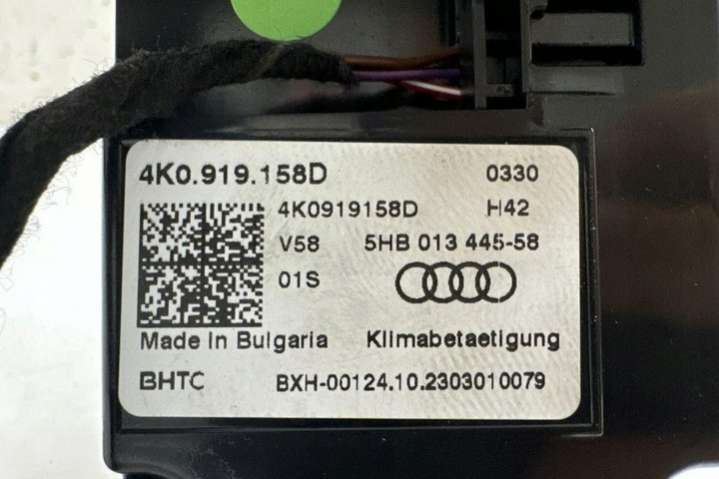 4K0.919.158D 0330
4K0919158D H42
V58 5HB 013 445-58
01S
Made in Bulgaria Klimabetaetigung
BHTC BXH-00124.10.2303010079